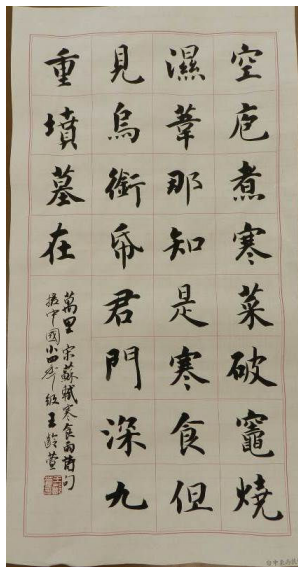 空庖煮寒菜破竈燒
濕葦那知是寒食但
見烏銜帋君門深九
重墳墓在
萬里 宋蘇軾寒食雨詩句
中國小四年級 王